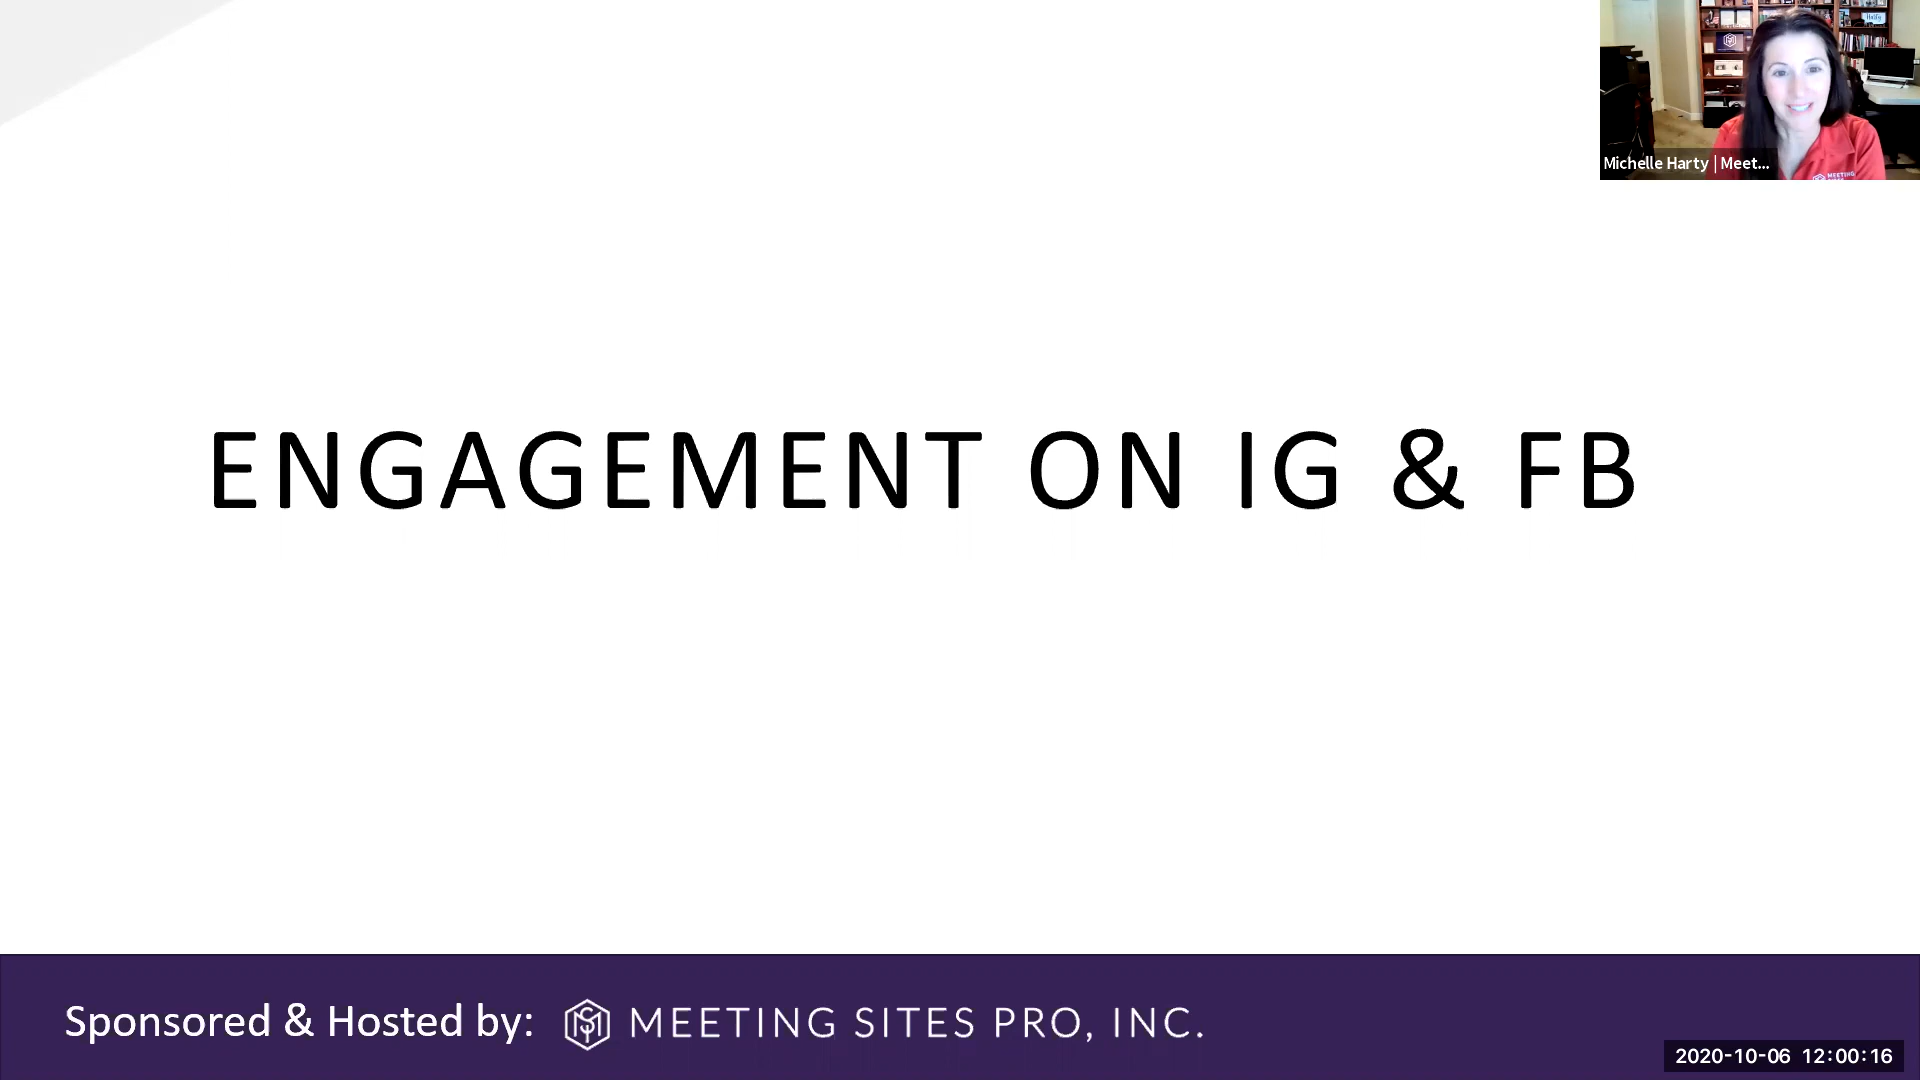 Michelle Harty | Meet...
MEETING
ENGAGEMENT ON IG & FB
Sponsored & Hosted by: MEETING SITES PRO, INC.
2020-10-06 12:00:16